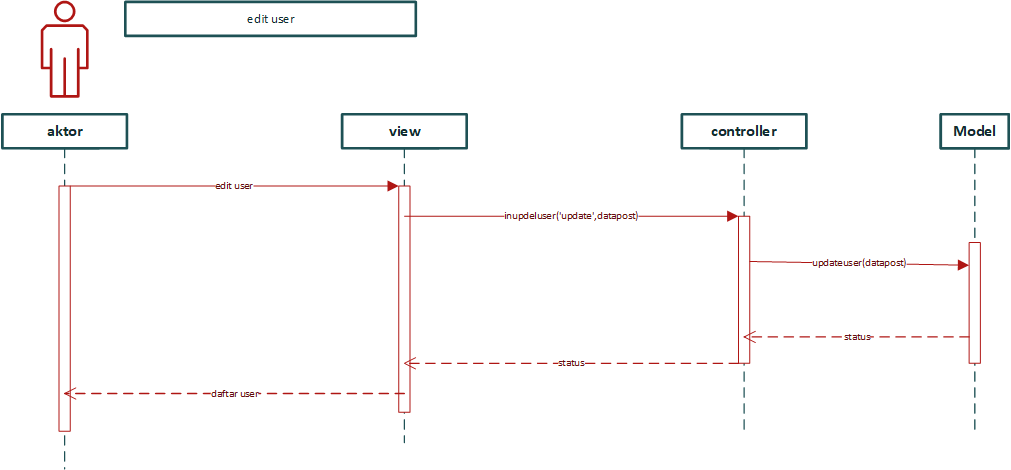 edit user
aktor
view
controller
Model
edit user
inupdeluser('update',datapost)
updateuser(datapost)
status
status
daftar user